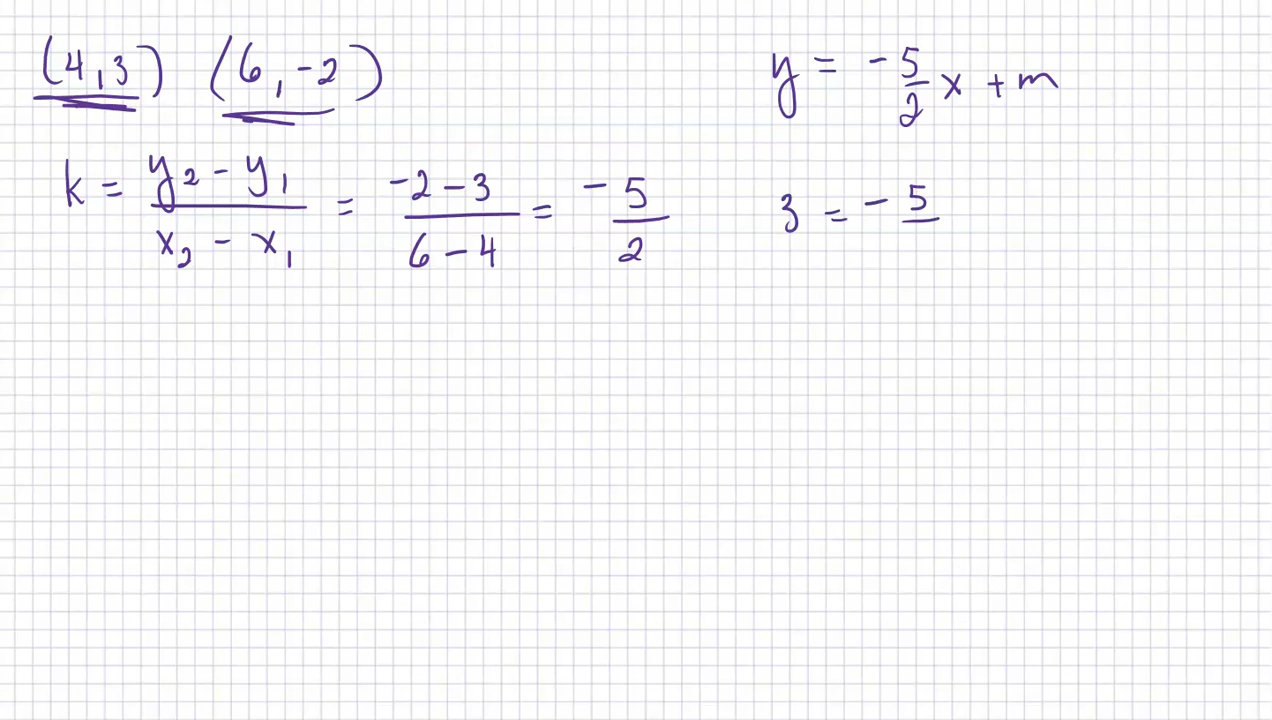 (4,3) (6,-2)
y = -5/2 x + m
k = y₂ - y₁ / x₂ - x₁ = -2 - 3 / 6 - 4 = -5/2
3 = -5/